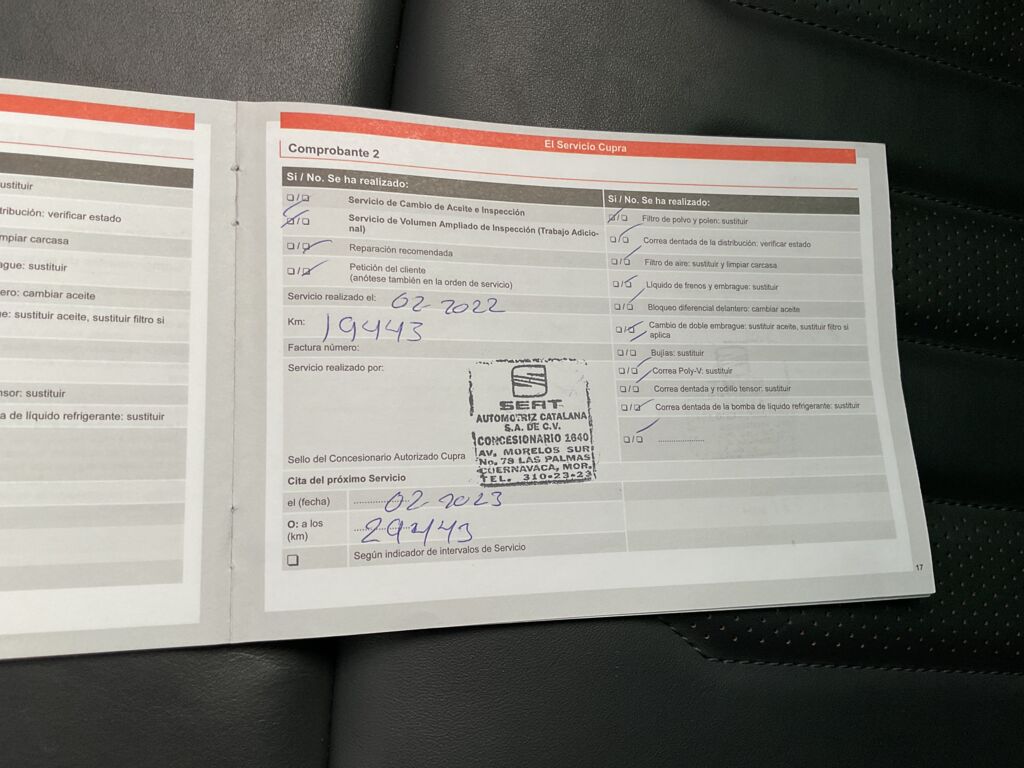 ustituir
tribución: verificar estado
mpiar carcasa
ague: sustituir
ero: cambiar aceite
e: sustituir aceite, sustituir filtro si
nsor: sustituir
a de líquido refrigerante: sustituir
El Servicio Cupra
Comprobante 2
Si / No. Se ha realizado:
Servicio de Cambio de Aceite e Inspección
Servicio de Volumen Ampliado de Inspección (Trabajo Adicio-
nal)
Reparación recomendada
Petición del cliente
(anótese también en la orden de servicio)
Servicio realizado el: 02-2022
Km: 19443
Factura número:
Servicio realizado por:
SEAT
AUTOMOTRIZ CATALANA
S.A. DE C.V.
CONCESIONARIO 1640
AV. MORELOS SUR
No. 79 LAS PALMAS
CUERNAVACA, MOR.
TEL. 310-23-23
Sello del Concesionario Autorizado Cupra
Cita del próximo Servicio
el (fecha) 02-2023
O: a los
(km) 29443
Según indicador de intervalos de Servicio
Si / No. Se ha realizado:
Filtro de polvo y polen: sustituir
Correa dentada de la distribución: verificar estado
Filtro de aire: sustituir y limpiar carcasa
Líquido de frenos y embrague: sustituir
Bloqueo diferencial delantero: cambiar aceite
Cambio de doble embrague: sustituir aceite, sustituir filtro si
aplica
Bujías: sustituir
Correa Poly-V: sustituir
Correa dentada y rodillo tensor: sustituir
Correa dentada de la bomba de líquido refrigerante: sustituir
17